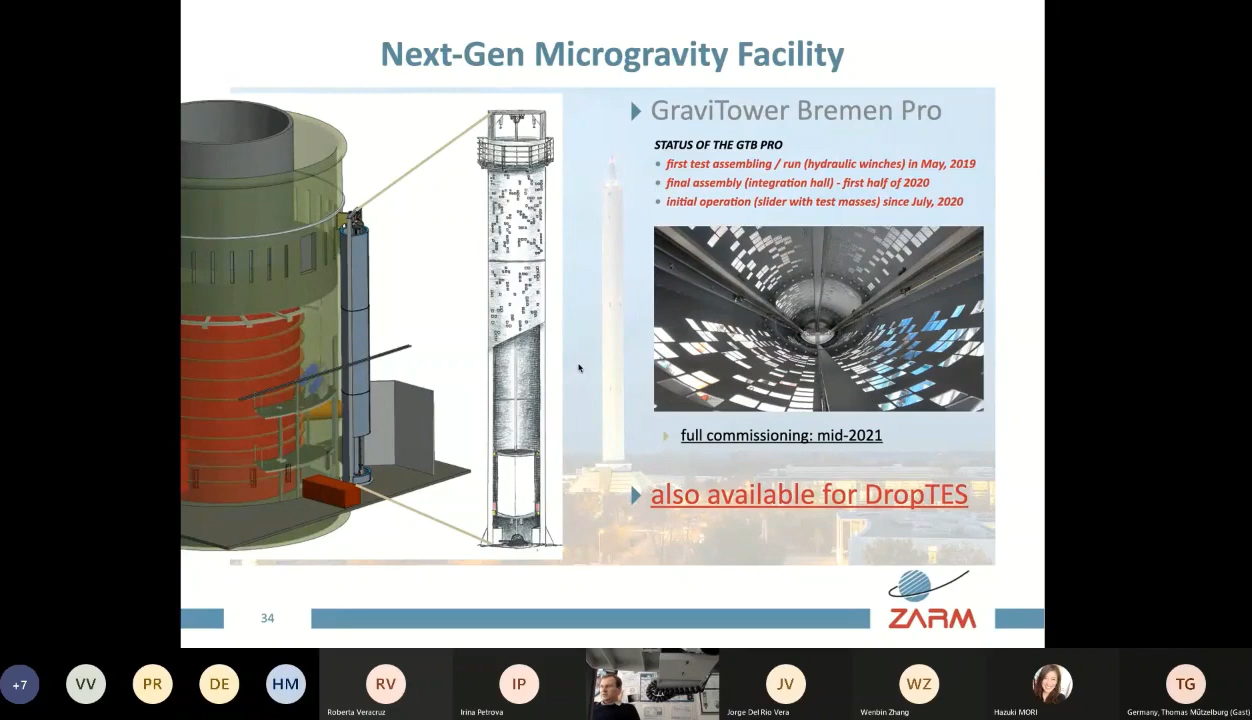 Next-Gen Microgravity Facility
GraviTower Bremen Pro
STATUS OF THE GTB PRO
first test assembling / run (hydraulic winches) in May, 2019
final assembly (integration hall) - first half of 2020
initial operation (slider with test masses) since July, 2020
full commissioning: mid-2021
also available for DropTES
34
ZARM
+7
VV
PR
DE
HM
RV
IP
JV
WZ
TG
Roberta Veracruz
Irina Petrova
Jorge Del Rio Vera
Wenbin Zhang
Hazuki MORI
Germany, Thomas Mützelburg (Gast)